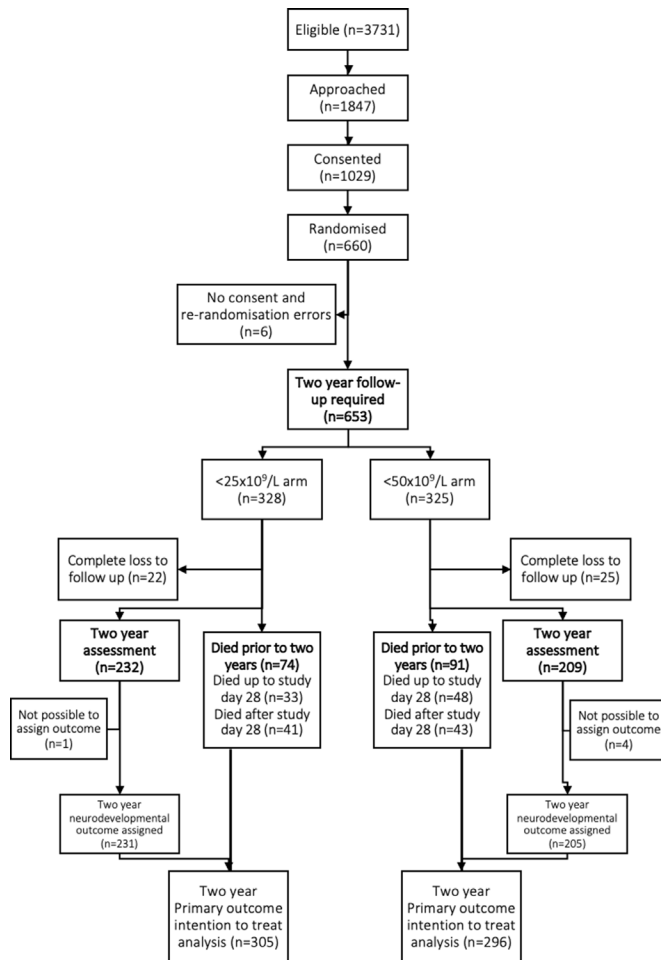 Eligible (n=3731)
Approached
(n=1847)
Consented
(n=1029)
Randomised
(n=660)
No consent and
re-randomisation errors
(n=6)
Two year follow-
up required
(n=653)
<25x10⁹/L arm
(n=328)
<50x10⁹/L arm
(n=325)
Complete loss to
follow up (n=22)
Complete loss to
follow up (n=25)
Two year
assessment
(n=232)
Died prior to two
years (n=74)
Died up to study
day 28 (n=33)
Died after study
day 28 (n=41)
Died prior to two
years (n=91)
Died up to study
day 28 (n=48)
Died after study
day 28 (n=43)
Two year
assessment
(n=209)
Not possible to
assign outcome
(n=1)
Not possible to
assign outcome
(n=4)
Two year
neurodevelopmental
outcome assigned
(n=231)
Two year
neurodevelopmental
outcome assigned
(n=205)
Two year
Primary outcome
intention to treat
analysis (n=305)
Two year
Primary outcome
intention to treat
analysis (n=296)